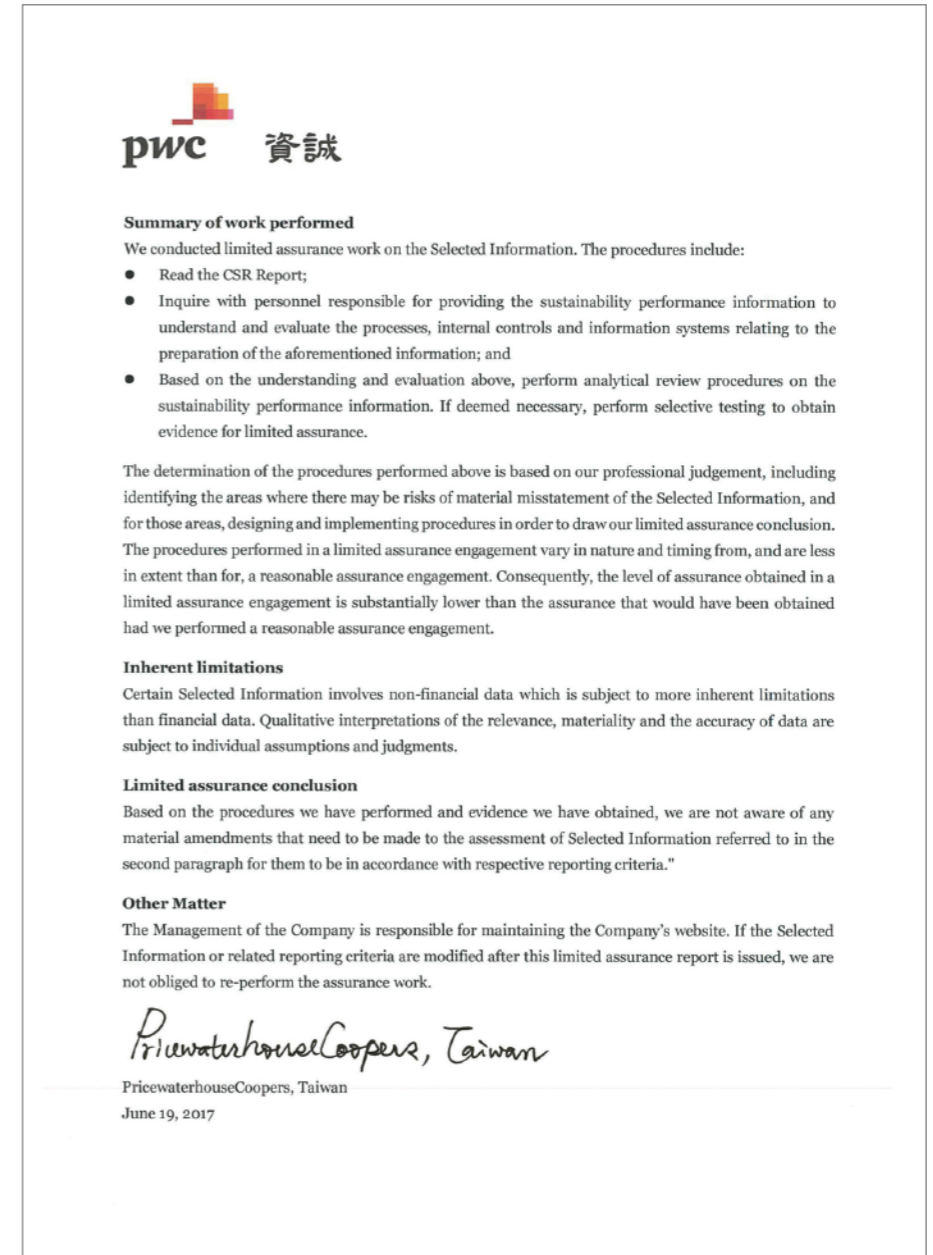 pwc 資誠
Summary of work performed
We conducted limited assurance work on the Selected Information. The procedures include:
● Read the CSR Report;
● Inquire with personnel responsible for providing the sustainability performance information to
understand and evaluate the processes, internal controls and information systems relating to the
preparation of the aforementioned information; and
● Based on the understanding and evaluation above, perform analytical review procedures on the
sustainability performance information. If deemed necessary, perform selective testing to obtain
evidence for limited assurance.
The determination of the procedures performed above is based on our professional judgement, including
identifying the areas where there may be risks of material misstatement of the Selected Information, and
for those areas, designing and implementing procedures in order to draw our limited assurance conclusion.
The procedures performed in a limited assurance engagement vary in nature and timing from, and are less
in extent than for, a reasonable assurance engagement. Consequently, the level of assurance obtained in a
limited assurance engagement is substantially lower than the assurance that would have been obtained
had we performed a reasonable assurance engagement.
Inherent limitations
Certain Selected Information involves non-financial data which is subject to more inherent limitations
than financial data. Qualitative interpretations of the relevance, materiality and the accuracy of data are
subject to individual assumptions and judgments.
Limited assurance conclusion
Based on the procedures we have performed and evidence we have obtained, we are not aware of any
material amendments that need to be made to the assessment of Selected Information referred to in the
second paragraph for them to be in accordance with respective reporting criteria."
Other Matter
The Management of the Company is responsible for maintaining the Company's website. If the Selected
Information or related reporting criteria are modified after this limited assurance report is issued, we are
not obliged to re-perform the assurance work.
PricewaterhouseCoopers, Taiwan
PricewaterhouseCoopers, Taiwan
June 19, 2017